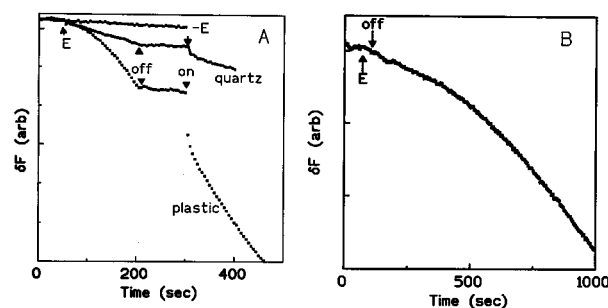 A
-E
E
off
on
quartz
plastic
δF (arb)
0
200
400
Time (sec)
B
off
E
δF (arb)
0
500
1000
Time (sec)